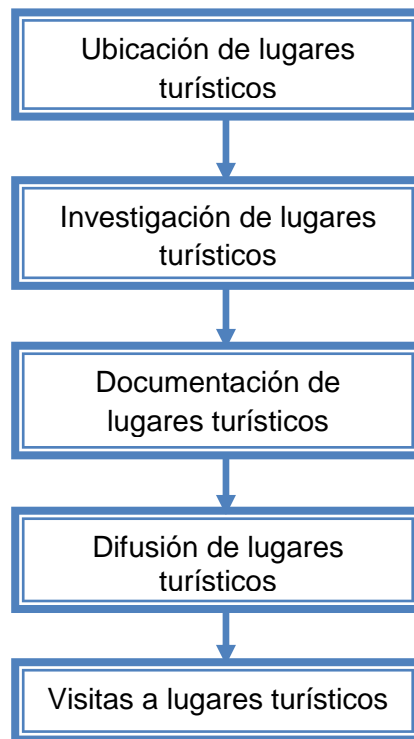 Ubicación de lugares
turísticos
Investigación de lugares
turísticos
Documentación de
lugares turísticos
Difusión de lugares
turísticos
Visitas a lugares turísticos